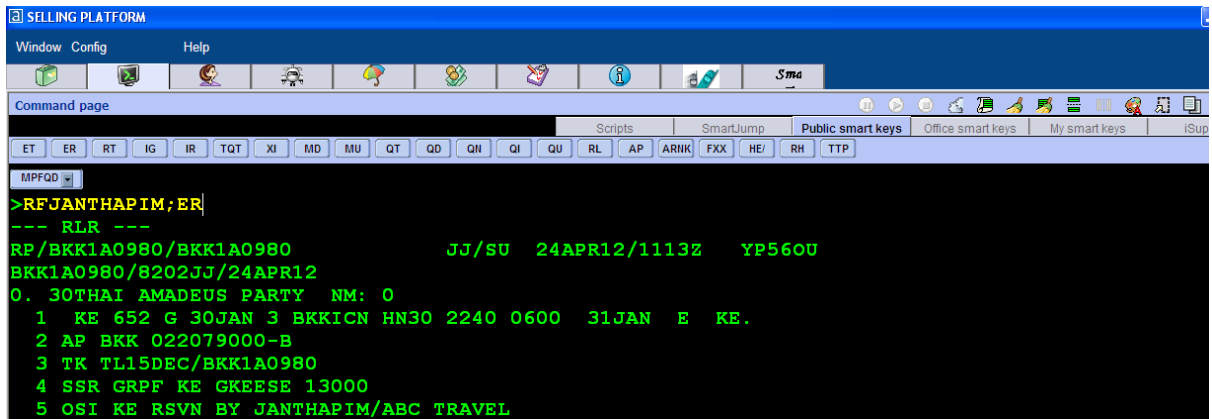 a SELLING PLATFORM
Window Config Help
Sma
Command page
Scripts SmartJump Public smart keys Office smart keys My smart keys iSup
ET ER RT IG IR TQT XI MD MU QT QD QN QI QU RL AP ARNK FXX HE/ RH TTP
MPFQD
>RFJANTHAPIM;ER
--- RLR ---
RP/BKK1A0980/BKK1A0980 JJ/SU 24APR12/1113Z YP56OU
BKK1A0980/8202JJ/24APR12
0. 30THAI AMADEUS PARTY NM: 0
1 KE 652 G 30JAN 3 BKKICN HN30 2240 0600 31JAN E KE.
2 AP BKK 022079000-B
3 TK TL15DEC/BKK1A0980
4 SSR GRPF KE GKEESE 13000
5 OSI KE RSVN BY JANTHAPIM/ABC TRAVEL